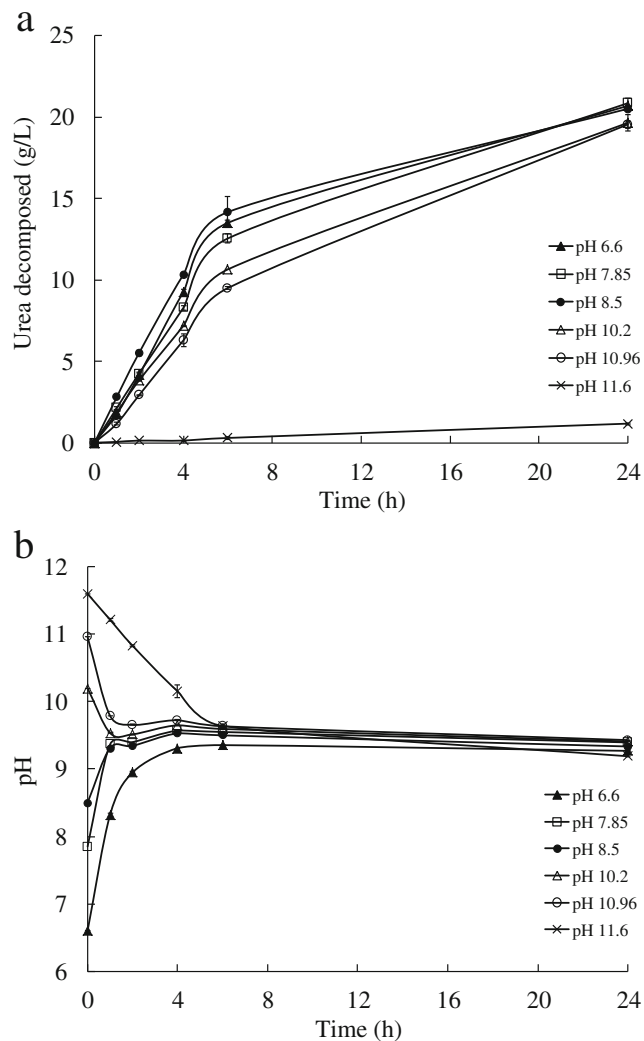 a
25
20
15
10
5
0
Urea decomposed (g/L)
pH 6.6
pH 7.85
pH 8.5
pH 10.2
pH 10.96
pH 11.6
0 4 8 12 16 20 24
Time (h)
b
12
11
10
9
8
7
6
pH
pH 6.6
pH 7.85
pH 8.5
pH 10.2
pH 10.96
pH 11.6
0 4 8 12 16 20 24
Time (h)